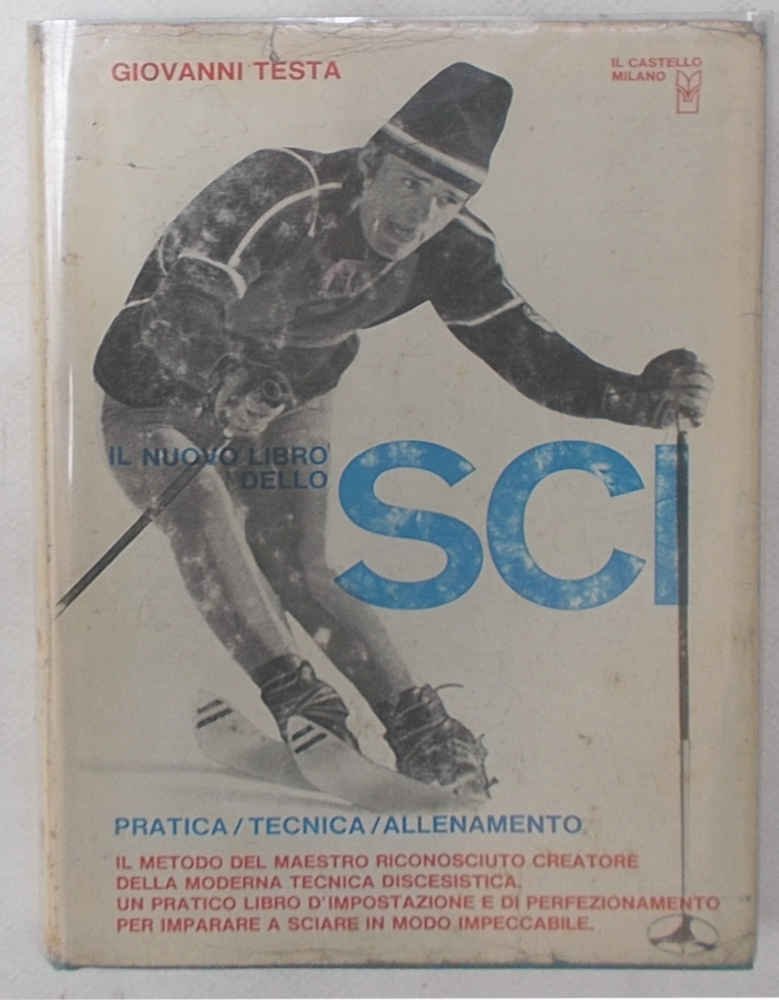 GIOVANNI TESTA
IL CASTELLO
MILANO
IL NUOVO LIBRO
DELLO
SCI
PRATICA/TECNICA/ALLENAMENTO
IL METODO DEL MAESTRO RICONOSCIUTO CREATORE
DELLA MODERNA TECNICA DISCESISTICA.
UN PRATICO LIBRO D'IMPOSTAZIONE E DI PERFEZIONAMENTO
PER IMPARARE A SCIARE IN MODO IMPECCABILE.